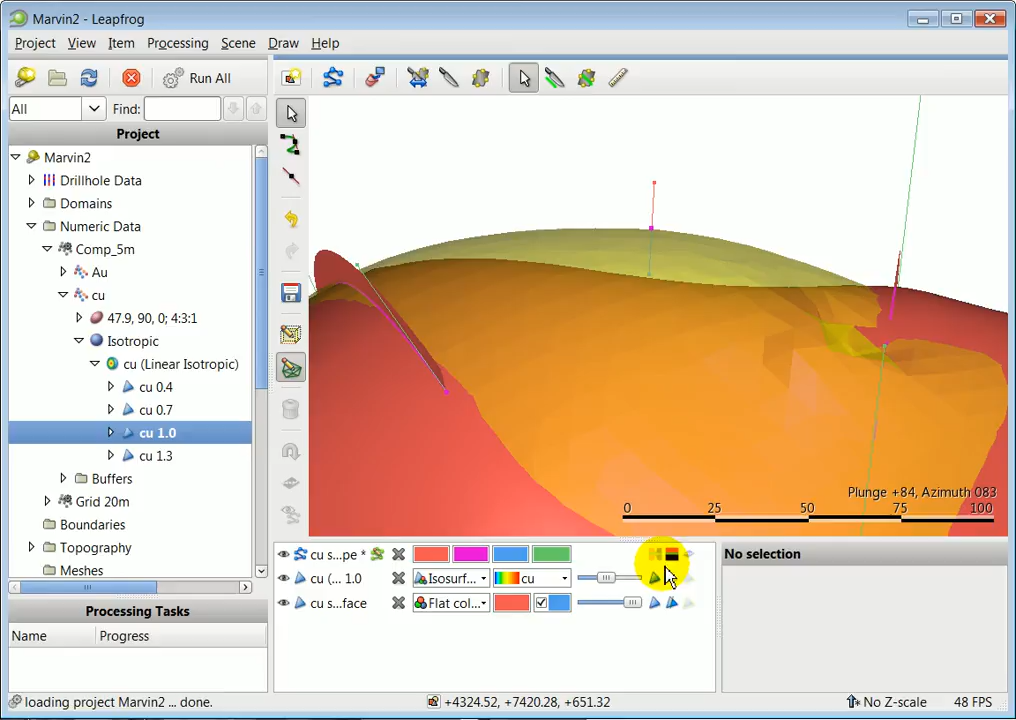 Marvin2 - Leapfrog
Project View Item Processing Scene Draw Help
Run All
All Find:
Project
Marvin2
Drillhole Data
Domains
Numeric Data
Comp_5m
Au
cu
47.9, 90, 0; 4:3:1
Isotropic
cu (Linear Isotropic)
cu 0.4
cu 0.7
cu 1.0
cu 1.3
Buffers
Grid 20m
Boundaries
Topography
Meshes
Processing Tasks
Name Progress
loading project Marvin2 ... done.
Plunge +84, Azimuth 083
0 25 50 75 100
cu s...pe *
cu (... 1.0 Isosurf... cu
cu s...face Flat col...
No selection
+4324.52, +7420.28, +651.32
No Z-scale 48 FPS